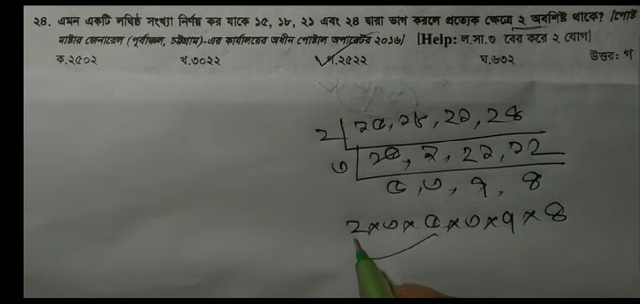 ২৪. এমন একটি লঘিষ্ঠ সংখ্যা নির্ণয় কর যাকে ১৫, ১৮, ২১ এবং ২৪ দ্বারা ভাগ করলে প্রত্যেক ক্ষেত্রে ২ অবশিষ্ট থাকে? [পোস্ট
মাস্টার জেনারেল (পূর্বাঞ্চল, চট্টগ্রাম)-এর কার্যালয়ের অধীন পোস্টাল অপারেটর ২০১৬] [Help: ল.সা.গু বের করে ২ যোগ]
ক.২৫০২ খ.৩০২২ গ.২৫২২ ঘ.৬৩২ উত্তর: গ
২ | ১৫, ১৮, ২১, ২৪
৩ | ১৫, ২১, ১২
৫, ৩, ৭, ৪
২×৩×৫×৩×৭×৪